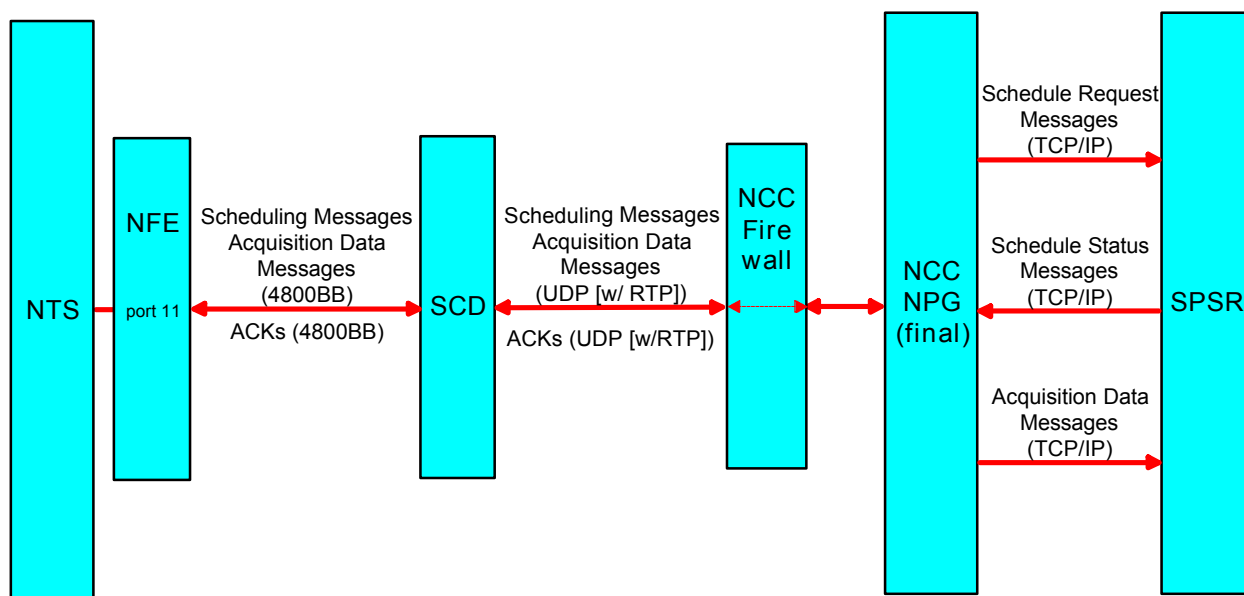 NTS
NFE
port 11
Scheduling Messages
Acquisition Data
Messages
(4800BB)
ACKs (4800BB)
SCD
Scheduling Messages
Acquisition Data
Messages
(UDP [w/ RTP])
ACKs (UDP [w/RTP])
NCC
Fire
wall
NCC
NPG
(final)
Schedule Request
Messages
(TCP/IP)
Schedule Status
Messages
(TCP/IP)
Acquisition Data
Messages
(TCP/IP)
SPSR